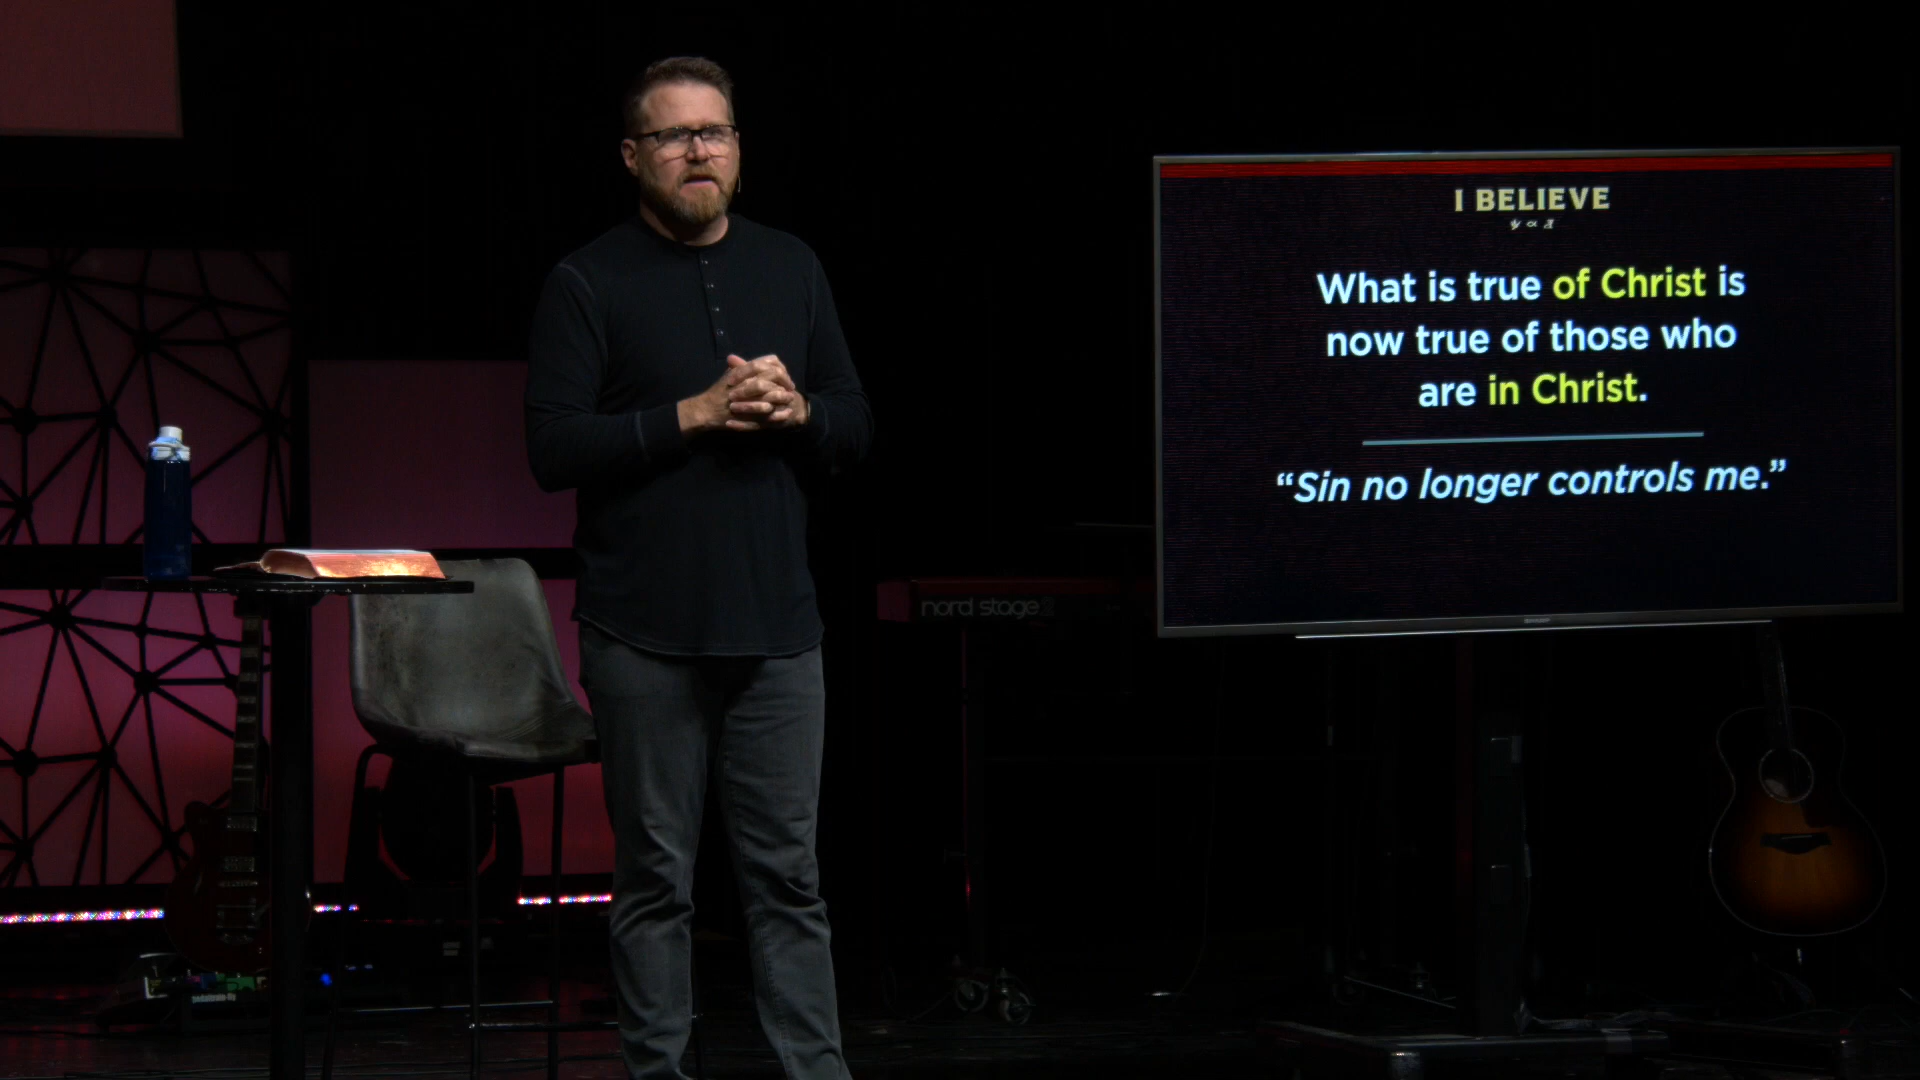 I BELIEVE
What is true of Christ is
now true of those who
are in Christ.
“Sin no longer controls me.”
nord stage